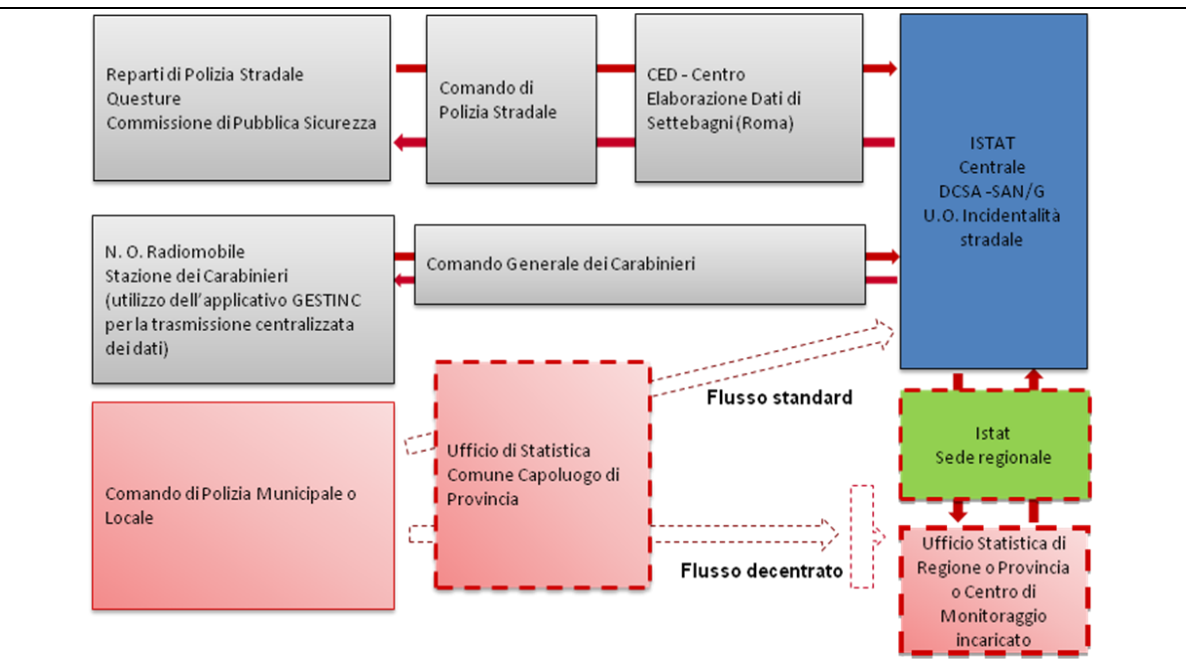 Reparti di Polizia Stradale
Questure
Commissione di Pubblica Sicurezza
Comando di
Polizia Stradale
CED - Centro
Elaborazione Dati di
Settebagni (Roma)
ISTAT
Centrale
DCSA -SAN/G
U.O. Incidentalità
stradale
N. O. Radiomobile
Stazione dei Carabinieri
(utilizzo dell'applicativo GESTINC
per la trasmissione centralizzata
dei dati)
Comando Generale dei Carabinieri
Flusso standard
Istat
Sede regionale
Comando di Polizia Municipale o
Locale
Ufficio di Statistica
Comune Capoluogo di
Provincia
Flusso decentrato
Ufficio Statistica di
Regione o Provincia
o Centro di
Monitoraggio
incaricato